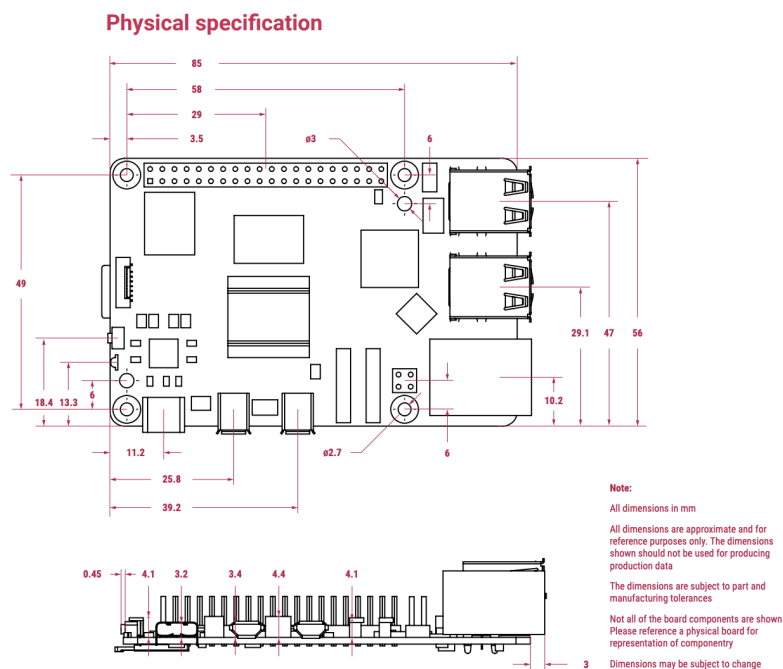 Physical specification
85
58
29
3.5
ø3
6
49
29.1
47
56
18.4
13.3
6
10.2
11.2
ø2.7
6
25.8
39.2
Note:
All dimensions in mm
All dimensions are approximate and for
reference purposes only. The dimensions
shown should not be used for producing
production data
The dimensions are subject to part and
manufacturing tolerances
Not all of the board components are shown.
Please reference a physical board for
representation of componentry
Dimensions may be subject to change
0.45
4.1
3.2
3.4
4.4
4.1
3